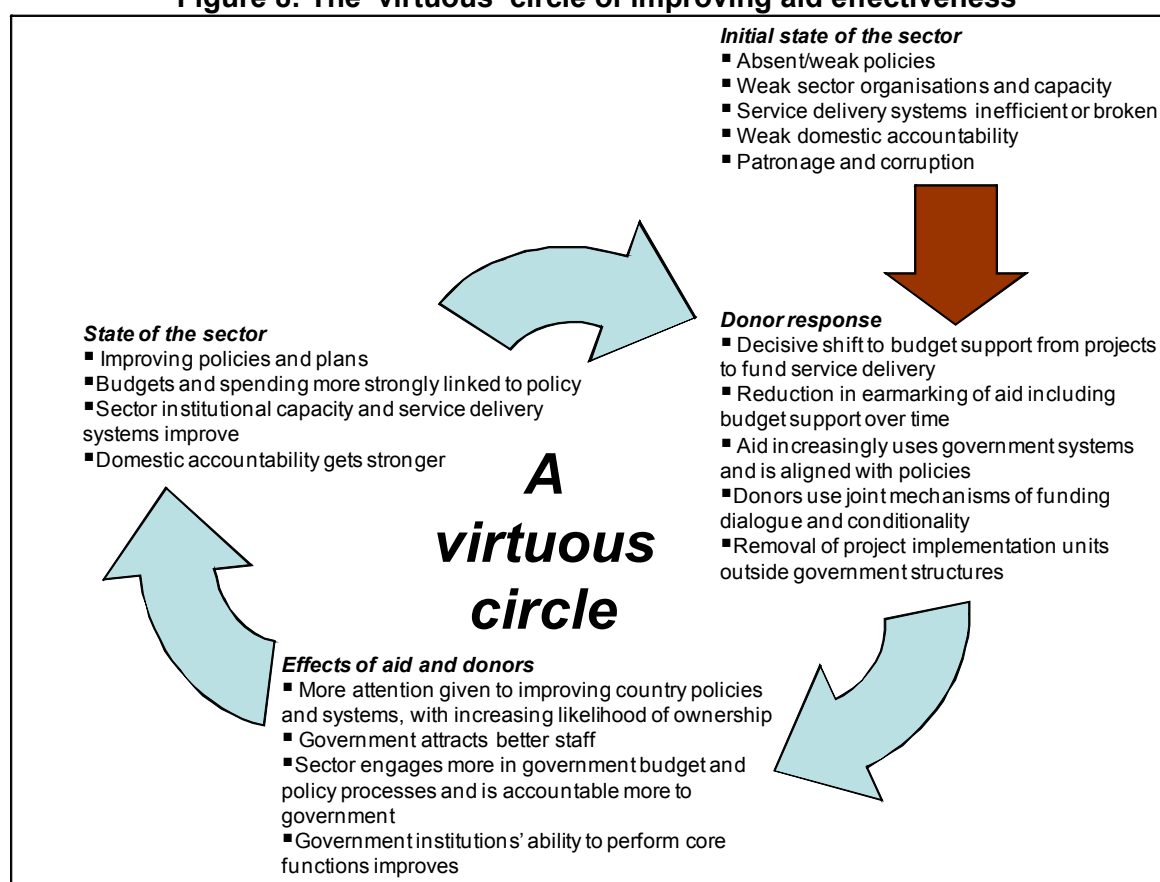 Figure 8: The ‘virtuous’ circle of improving aid effectiveness
Initial state of the sector
▪ Absent/weak policies
▪ Weak sector organisations and capacity
▪ Service delivery systems inefficient or broken
▪ Weak domestic accountability
▪ Patronage and corruption
Donor response
▪ Decisive shift to budget support from projects
to fund service delivery
▪ Reduction in earmarking of aid including
budget support over time
▪ Aid increasingly uses government systems
and is aligned with policies
▪Donors use joint mechanisms of funding
dialogue and conditionality
▪Removal of project implementation units
outside government structures
State of the sector
▪ Improving policies and plans
▪Budgets and spending more strongly linked to policy
▪Sector institutional capacity and service delivery
systems improve
▪Domestic accountability gets stronger
A
virtuous
circle
Effects of aid and donors
▪ More attention given to improving country policies
and systems, with increasing likelihood of ownership
▪ Government attracts better staff
▪Sector engages more in government budget and
policy processes and is accountable more to
government
▪Government institutions’ ability to perform core
functions improves